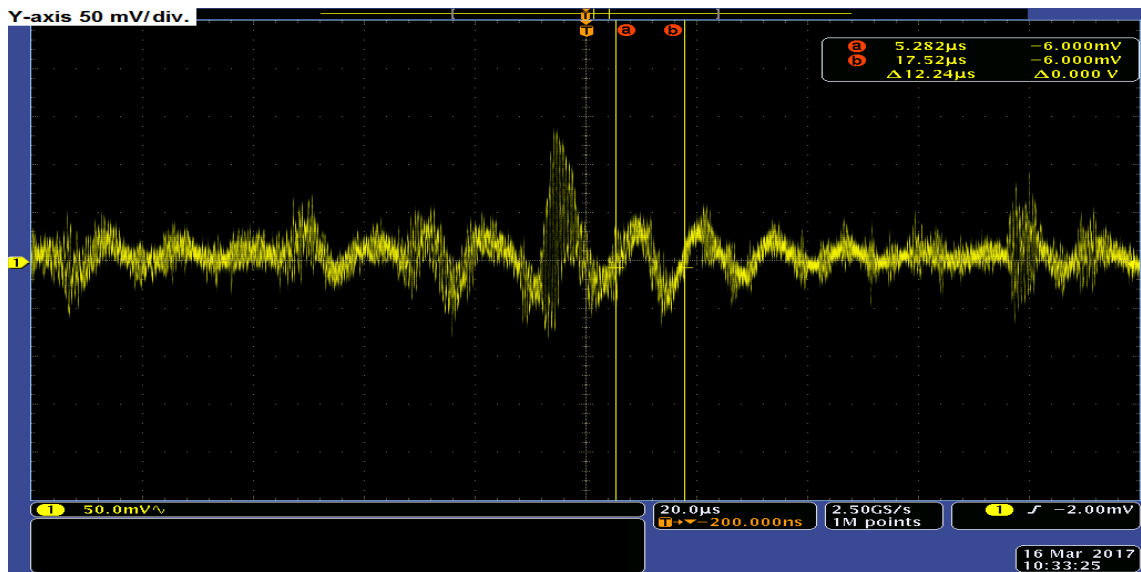 Y-axis 50 mV/div.
T
T
a
b
a 5.282µs −6.000mV
b 17.52µs −6.000mV
Δ12.24µs Δ0.000 V
1
1 50.0mV∿
20.0µs
T→▼−200.000ns
2.50GS/s
1M points
1 ∫ −2.00mV
16 Mar 2017
10:33:25